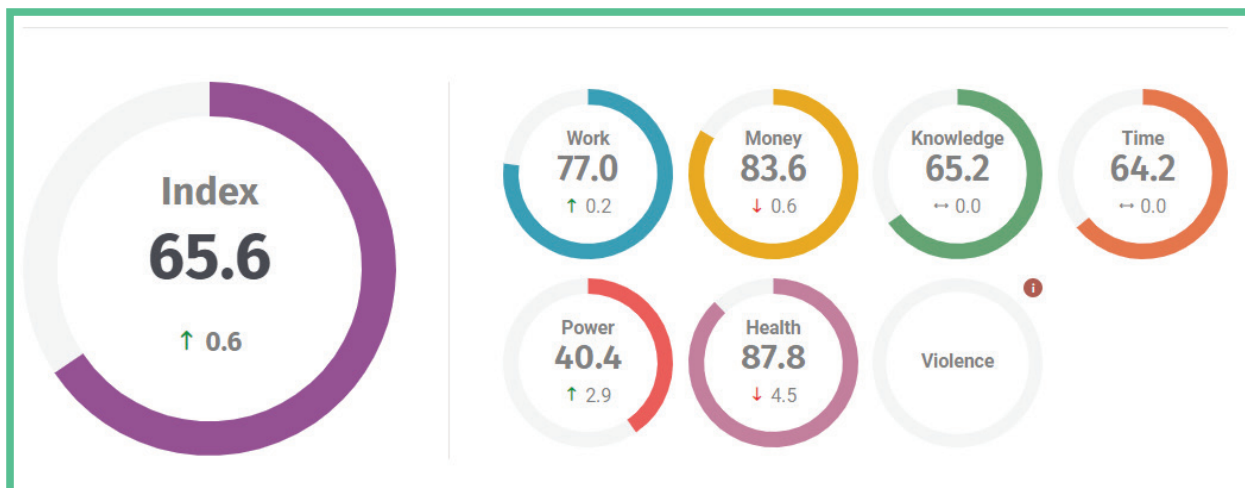 Index
65.6
↑ 0.6
Work
77.0
↑ 0.2
Money
83.6
↓ 0.6
Knowledge
65.2
↔ 0.0
Time
64.2
↔ 0.0
Power
40.4
↑ 2.9
Health
87.8
↓ 4.5
i
Violence